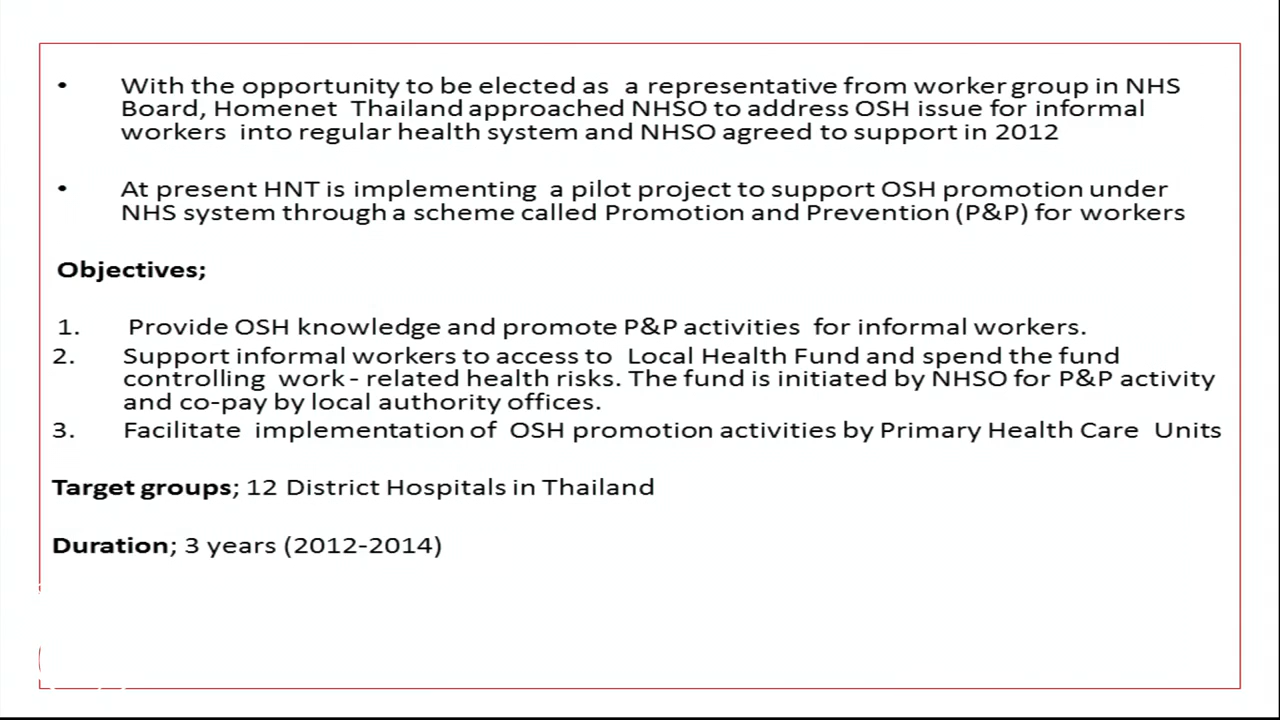 • With the opportunity to be elected as a representative from worker group in NHS
Board, Homenet Thailand approached NHSO to address OSH issue for informal
workers into regular health system and NHSO agreed to support in 2012
• At present HNT is implementing a pilot project to support OSH promotion under
NHS system through a scheme called Promotion and Prevention (P&P) for workers
Objectives;
1. Provide OSH knowledge and promote P&P activities for informal workers.
2. Support informal workers to access to Local Health Fund and spend the fund
controlling work - related health risks. The fund is initiated by NHSO for P&P activity
and co-pay by local authority offices.
3. Facilitate implementation of OSH promotion activities by Primary Health Care Units
Target groups; 12 District Hospitals in Thailand
Duration; 3 years (2012-2014)